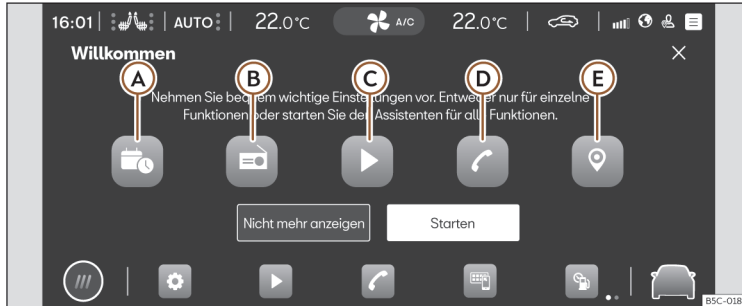 16:01 AUTO 22.0°C A/C 22.0°C
Willkommen
A B C D E
Nehmen Sie bequem wichtige Einstellungen vor. Entweder nur für einzelne
Funktionen oder starten Sie den Assistenten für alle Funktionen.
Nicht mehr anzeigen Starten
B5C-018